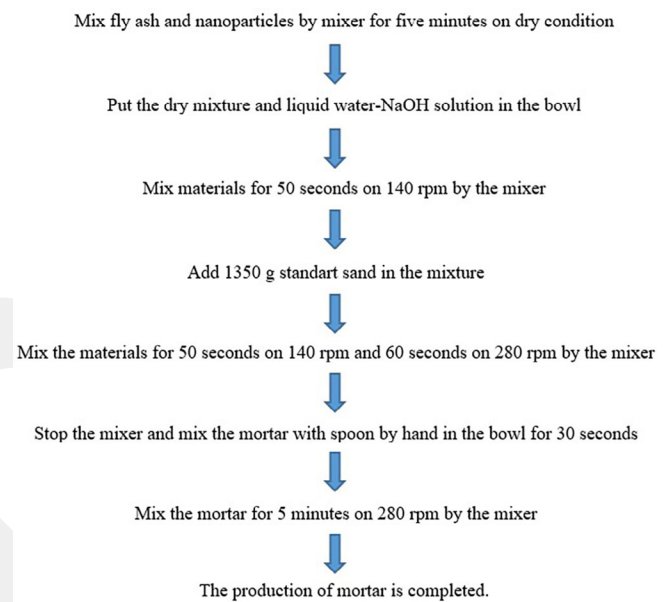 Mix fly ash and nanoparticles by mixer for five minutes on dry condition
Put the dry mixture and liquid water-NaOH solution in the bowl
Mix materials for 50 seconds on 140 rpm by the mixer
Add 1350 g standart sand in the mixture
Mix the materials for 50 seconds on 140 rpm and 60 seconds on 280 rpm by the mixer
Stop the mixer and mix the mortar with spoon by hand in the bowl for 30 seconds
Mix the mortar for 5 minutes on 280 rpm by the mixer
The production of mortar is completed.